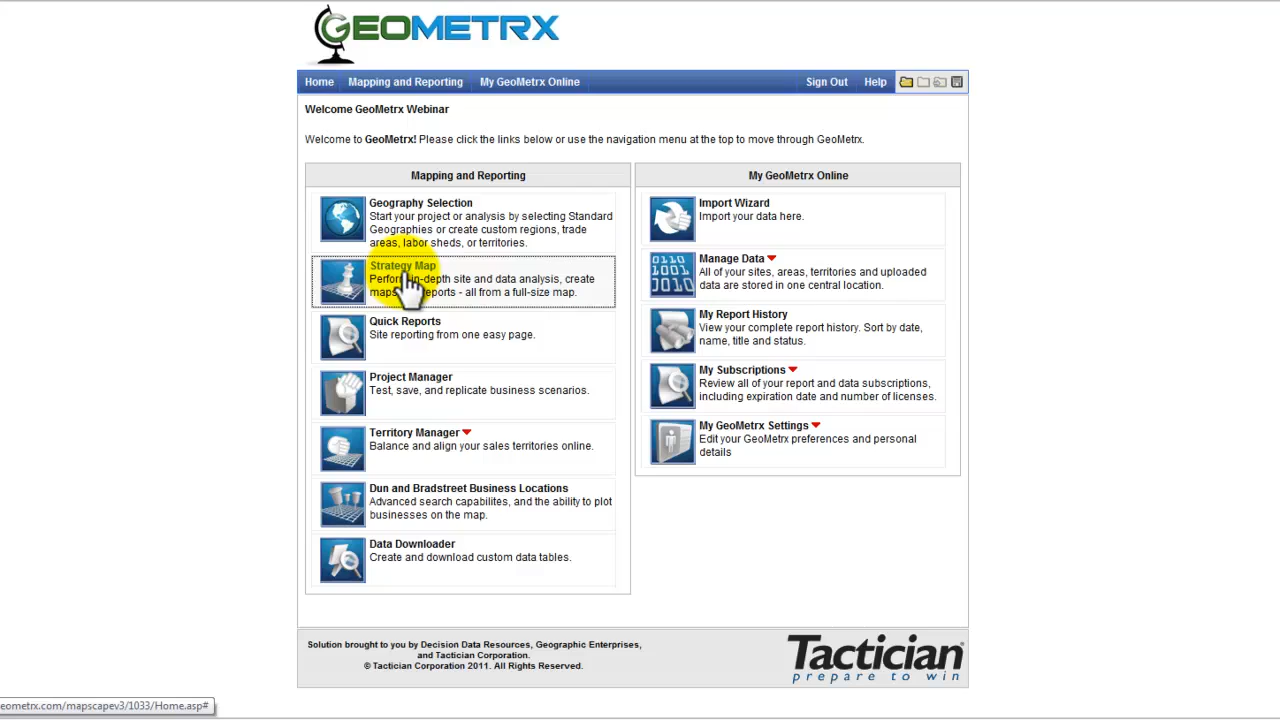 GEOMETRX
Home Mapping and Reporting My GeoMetrx Online Sign Out Help
Welcome GeoMetrx Webinar
Welcome to GeoMetrx! Please click the links below or use the navigation menu at the top to move through GeoMetrx.
Mapping and Reporting
Geography Selection
Start your project or analysis by selecting Standard
Geographies or create custom regions, trade
areas, labor sheds, or territories.
Strategy Map
Perform in-depth site and data analysis, create
maps reports - all from a full-size map.
Quick Reports
Site reporting from one easy page.
Project Manager
Test, save, and replicate business scenarios.
Territory Manager
Balance and align your sales territories online.
Dun and Bradstreet Business Locations
Advanced search capabilites, and the ability to plot
businesses on the map.
Data Downloader
Create and download custom data tables.
My GeoMetrx Online
Import Wizard
Import your data here.
0110
1001
0010
Manage Data
All of your sites, areas, territories and uploaded
data are stored in one central location.
My Report History
View your complete report history. Sort by date,
name, title and status.
My Subscriptions
Review all of your report and data subscriptions,
including expiration date and number of licenses.
My GeoMetrx Settings
Edit your GeoMetrx preferences and personal
details
Solution brought to you by Decision Data Resources, Geographic Enterprises,
and Tactician Corporation.
© Tactician Corporation 2011. All Rights Reserved.
Tactician
prepare to win
eometrx.com/mapscapev3/1033/Home.asp#